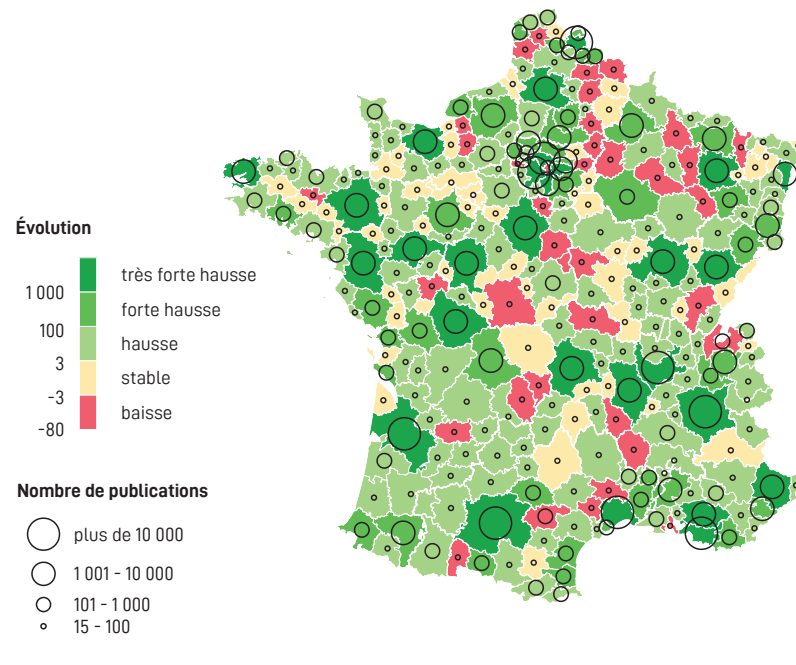 Évolution
très forte hausse
1 000
forte hausse
100
hausse
3
stable
-3
baisse
-80
Nombre de publications
plus de 10 000
1 001 - 10 000
101 - 1 000
15 - 100